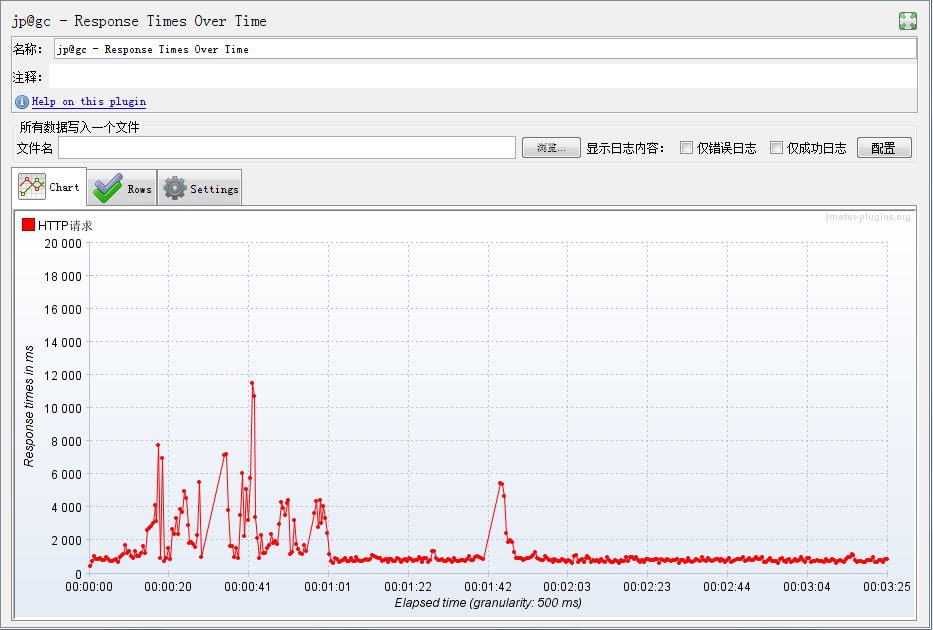 jp@gc - Response Times Over Time
名称： jp@gc - Response Times Over Time
注释：
Help on this plugin
所有数据写入一个文件
文件名 浏览... 显示日志内容： 仅错误日志 仅成功日志 配置
Chart Rows Settings
jmeter-plugins.org
HTTP请求
20 000
18 000
16 000
14 000
12 000
10 000
8 000
6 000
4 000
2 000
0
Response times in ms
00:00:00 00:00:20 00:00:41 00:01:01 00:01:22 00:01:42 00:02:03 00:02:23 00:02:44 00:03:04 00:03:25
Elapsed time (granularity: 500 ms)